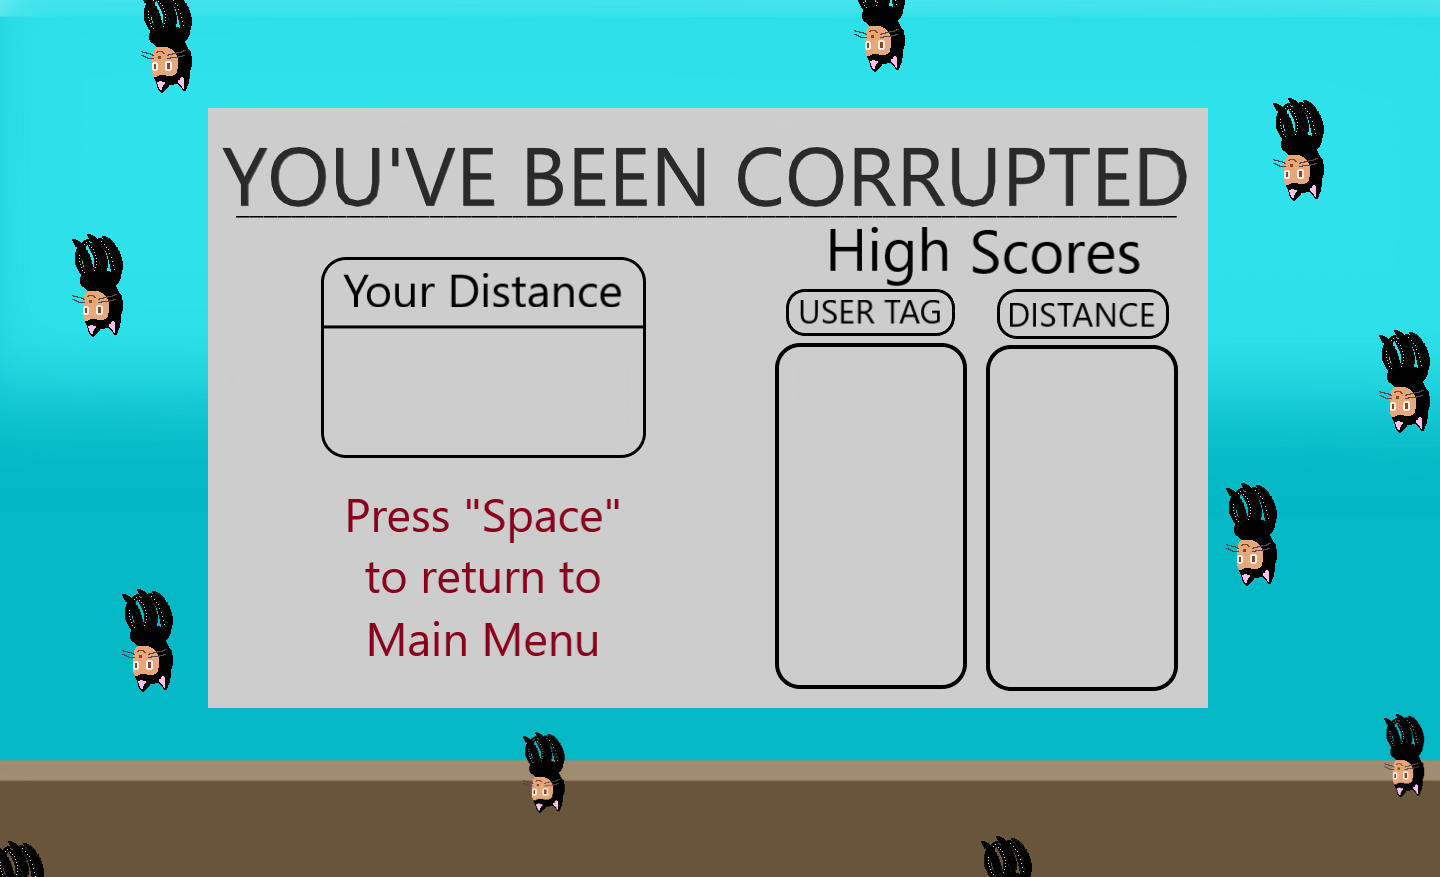 YOU'VE BEEN CORRUPTED
High Scores
Your Distance
USER TAG
DISTANCE
Press "Space"
to return to
Main Menu